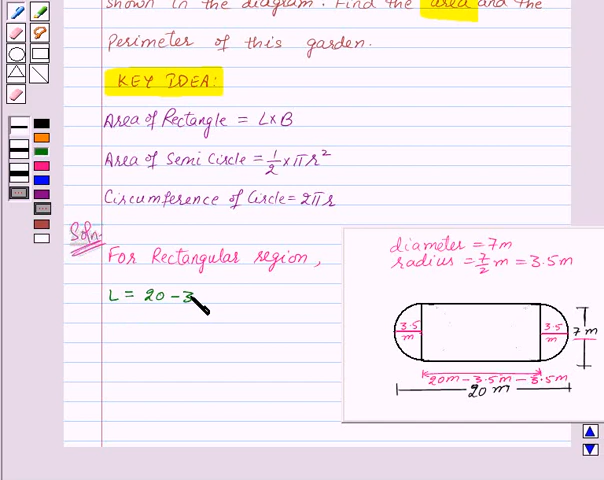 shown in the diagram. Find the area and the
Perimeter of this garden.
KEY IDEA:
Area of Rectangle = L×B
Area of Semi Circle = 1/2 × πr²
Circumference of Circle = 2πr
Soln
For Rectangular region,
L = 20 - 3
diameter = 7m
radius = 7/2 m = 3.5m
3.5
m
3.5
m
7 m
20m - 3.5m - 3.5m
20 m